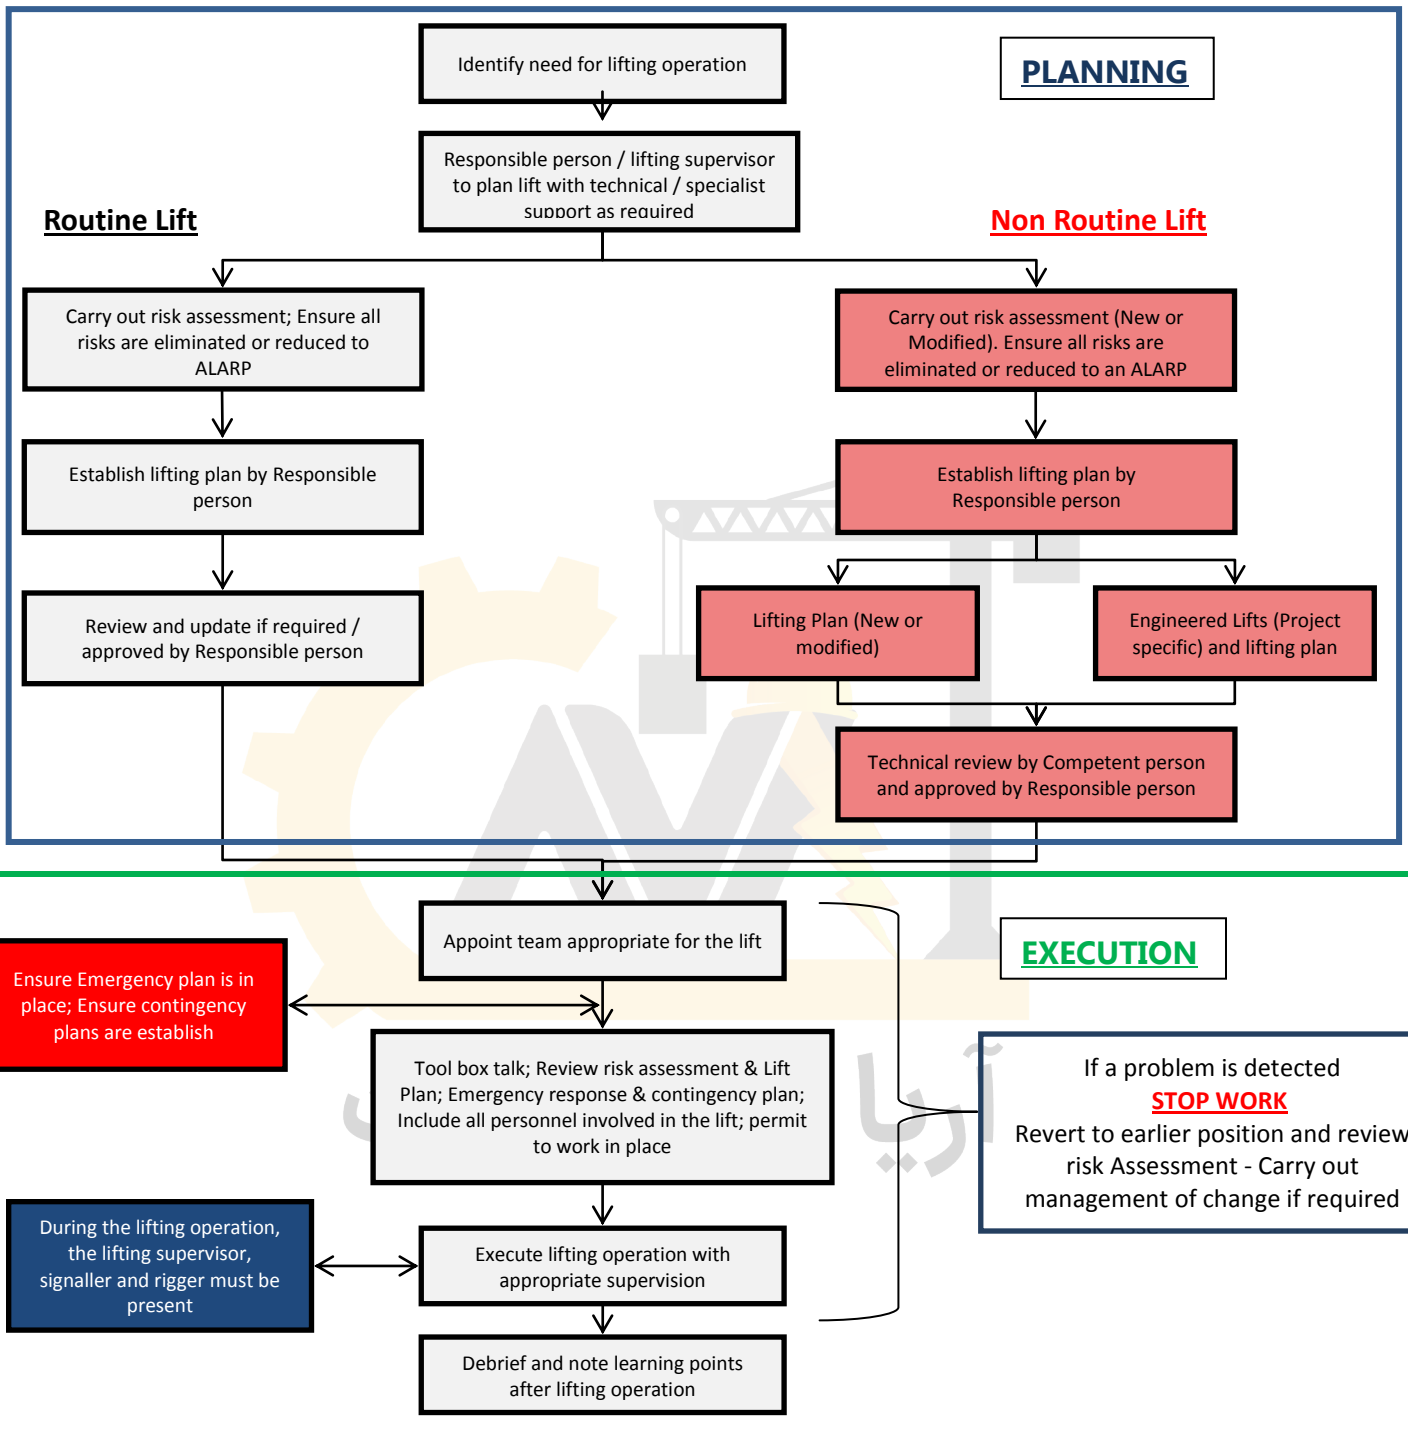 Identify need for lifting operation
PLANNING
Responsible person / lifting supervisor
to plan lift with technical / specialist
support as required
Routine Lift
Non Routine Lift
Carry out risk assessment; Ensure all
risks are eliminated or reduced to
ALARP
Carry out risk assessment (New or
Modified). Ensure all risks are
eliminated or reduced to an ALARP
Establish lifting plan by Responsible
person
Establish lifting plan by
Responsible person
Review and update if required /
approved by Responsible person
Lifting Plan (New or
modified)
Engineered Lifts (Project
specific) and lifting plan
Technical review by Competent person
and approved by Responsible person
Appoint team appropriate for the lift
EXECUTION
Ensure Emergency plan is in
place; Ensure contingency
plans are establish
Tool box talk; Review risk assessment & Lift
Plan; Emergency response & contingency plan;
Include all personnel involved in the lift; permit
to work in place
If a problem is detected
STOP WORK
Revert to earlier position and review
risk Assessment - Carry out
management of change if required
During the lifting operation,
the lifting supervisor,
signaller and rigger must be
present
Execute lifting operation with
appropriate supervision
Debrief and note learning points
after lifting operation
آریا